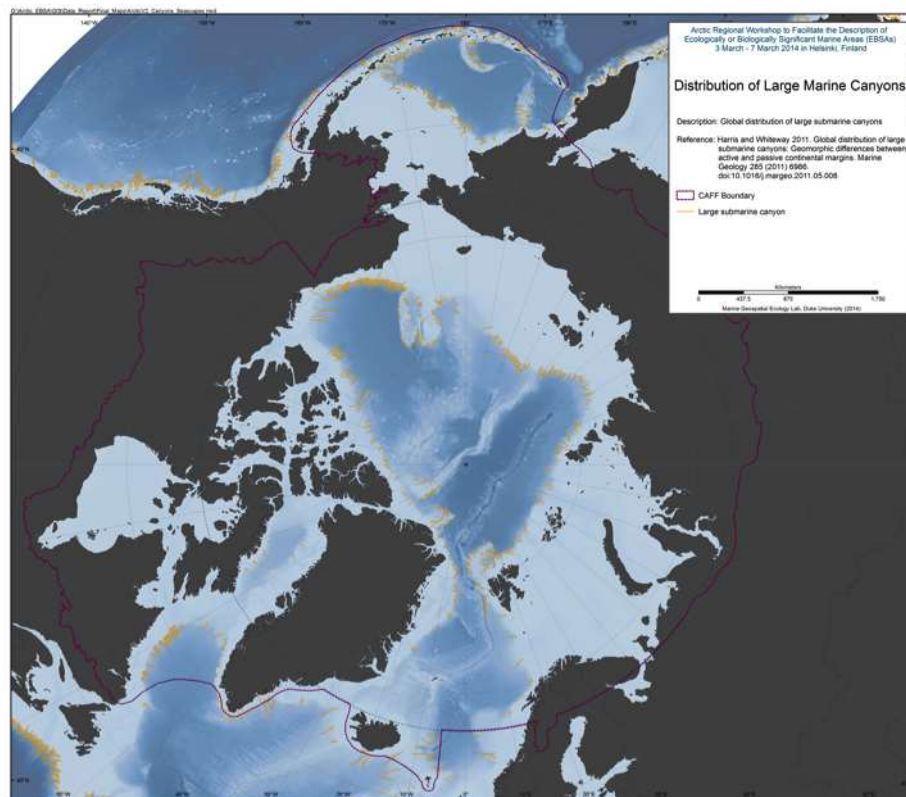 Arctic Regional Workshop to Facilitate the Description of
Ecologically or Biologically Significant Marine Areas (EBSAs)
3 March - 7 March 2014 in Helsinki, Finland
Distribution of Large Marine Canyons
Description: Global distribution of large submarine canyons
Reference: Harris and Whiteway 2011. Global distribution of large
submarine canyons: Geomorphic differences between
active and passive continental margins. Marine
Geology 285 (2011) 6986.
doi:10.1016/j.margeo.2011.05.008
CAFF Boundary
Large submarine canyon
Kilometers
0 437.5 875 1,750
Marine Geospatial Ecology Lab, Duke University (2014)